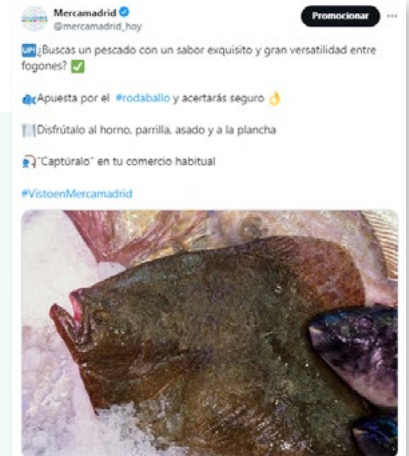 Mercamadrid
@mercamadrid_hoy
Promocionar
UP!¿Buscas un pescado con un sabor exquisito y gran versatilidad entre
fogones? ✅
🐟Apuesta por el #rodaballo y acertarás seguro 👌
🍽️Disfrútalo al horno, parrilla, asado y a la plancha
🎣"Captúralo" en tu comercio habitual
#VistoenMercamadrid